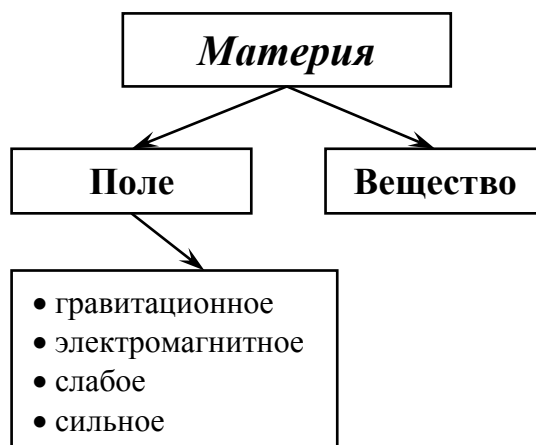 Материя
Поле
Вещество
• гравитационное
• электромагнитное
• слабое
• сильное